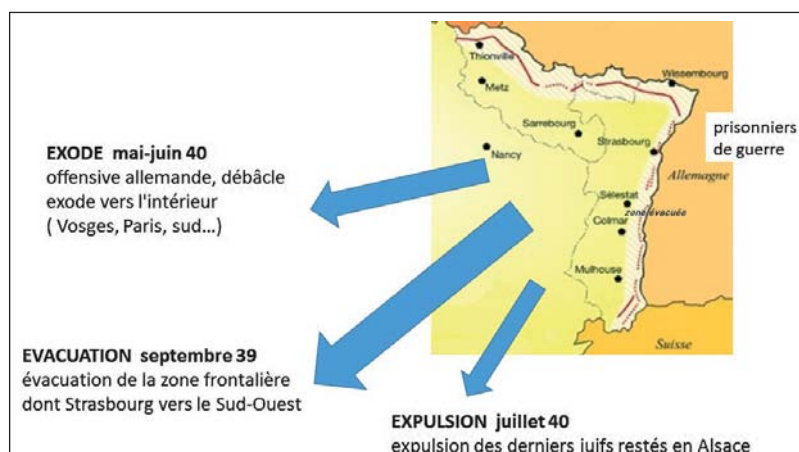 EXODE mai-juin 40
offensive allemande, débâcle
exode vers l'intérieur
( Vosges, Paris, sud...)
EVACUATION septembre 39
évacuation de la zone frontalière
dont Strasbourg vers le Sud-Ouest
EXPULSION juillet 40
expulsion des derniers juifs restés en Alsace
Thionville
Metz
Wissembourg
Sarrebourg
Strasbourg
Nancy
prisonniers
de guerre
Allemagne
Sélestat
zone évacuée
Colmar
Mulhouse
Suisse